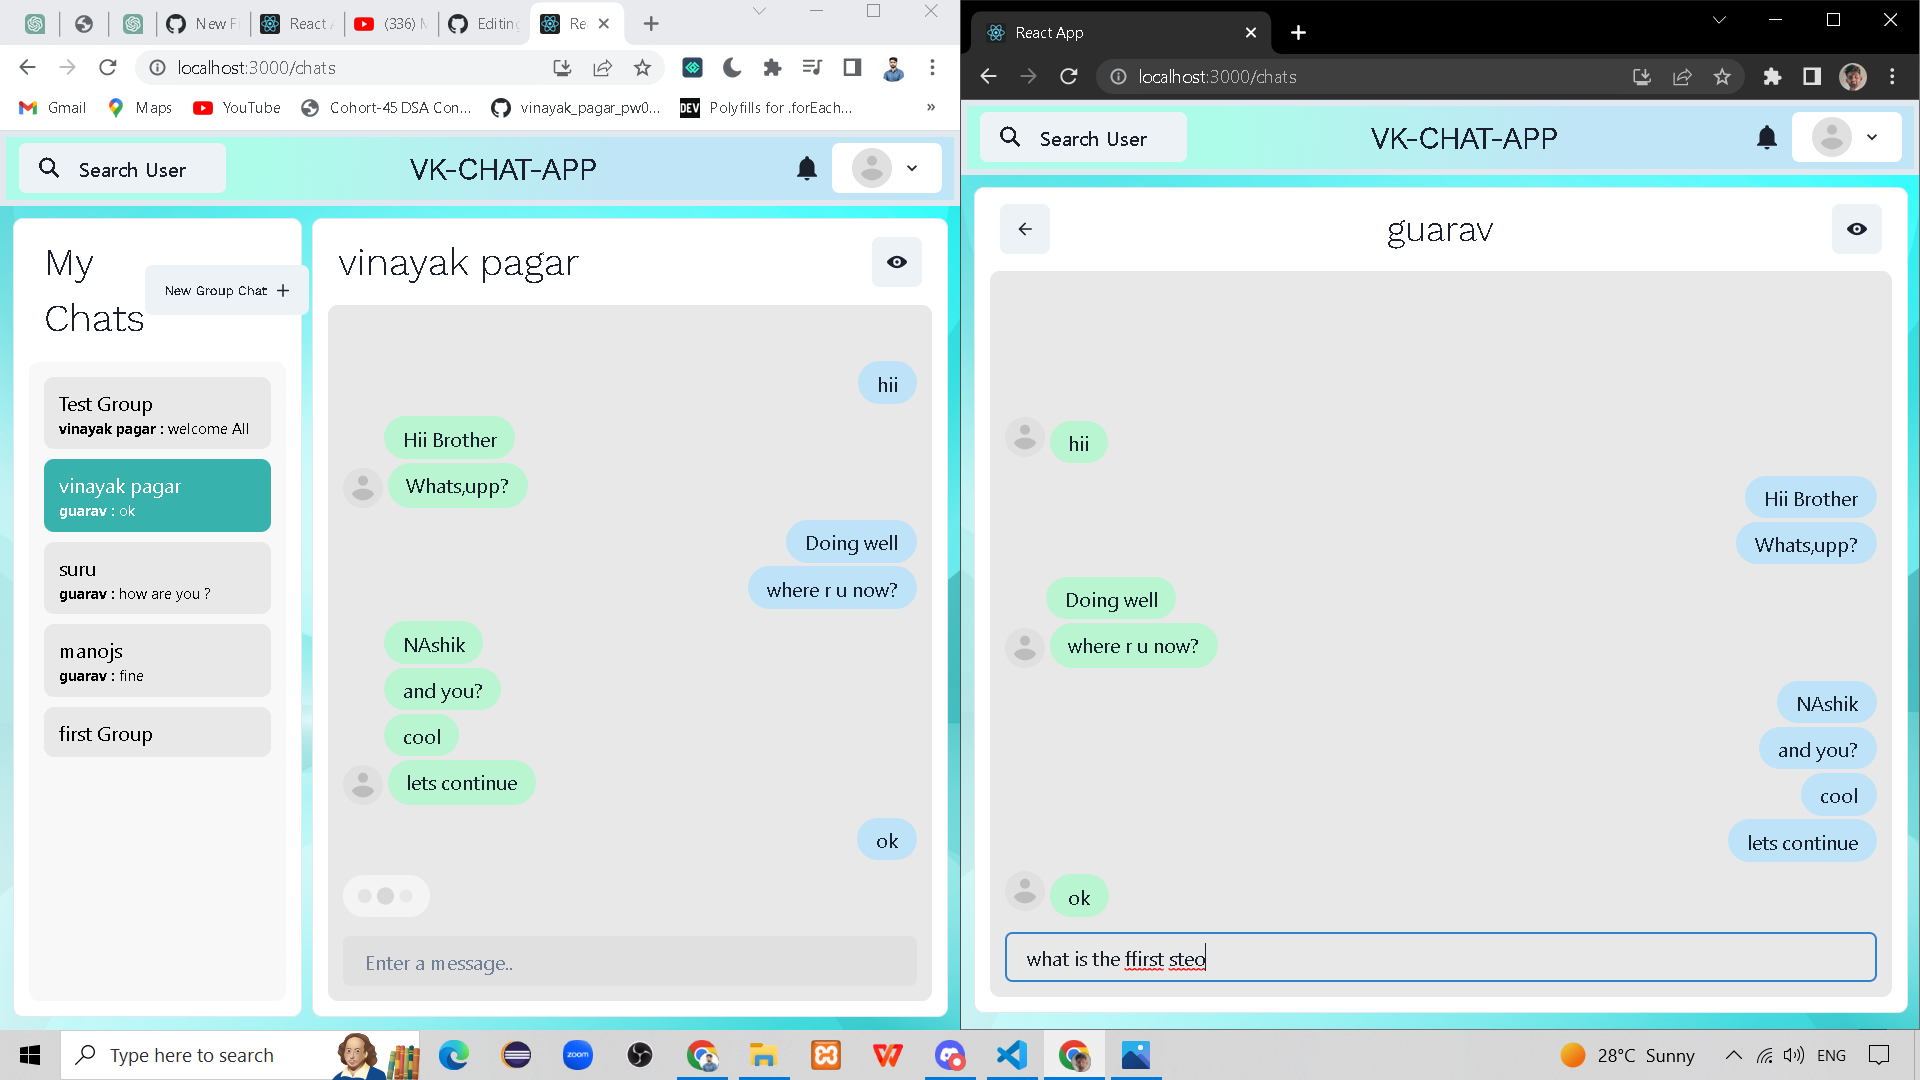 New F
React A
(336) M
Editing
Re
localhost:3000/chats
Gmail
Maps
YouTube
Cohort-45 DSA Con...
vinayak_pagar_pw0...
DEV
Polyfills for .forEach...
»
Search User
VK-CHAT-APP
My
Chats
New Group Chat +
Test Group
vinayak pagar : welcome All
vinayak pagar
guarav : ok
suru
guarav : how are you ?
manojs
guarav : fine
first Group
vinayak pagar
hii
Hii Brother
Whats,upp?
Doing well
where r u now?
NAshik
and you?
cool
lets continue
ok
Enter a message..
React App
localhost:3000/chats
Search User
VK-CHAT-APP
guarav
hii
Hii Brother
Whats,upp?
Doing well
where r u now?
NAshik
and you?
cool
lets continue
ok
what is the ffirst steo
Type here to search
zoom
28°C Sunny
ENG